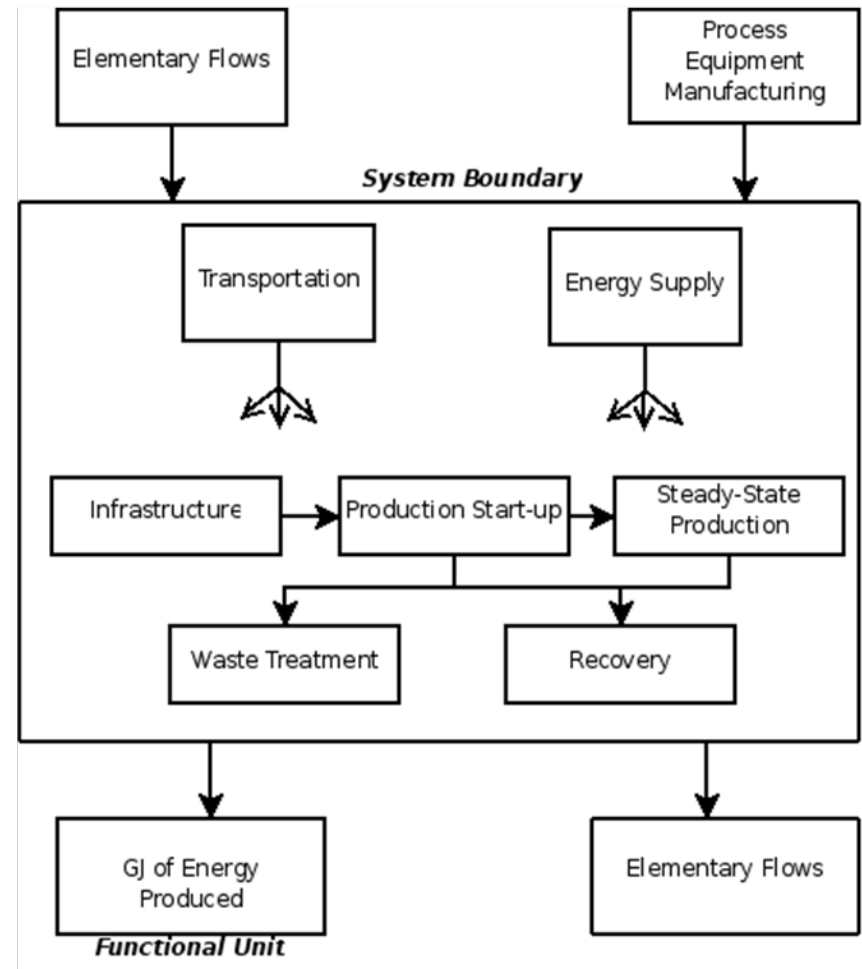 Elementary Flows
Process
Equipment
Manufacturing
System Boundary
Transportation
Energy Supply
Infrastructure
Production Start-up
Steady-State
Production
Waste Treatment
Recovery
GJ of Energy
Produced
Functional Unit
Elementary Flows